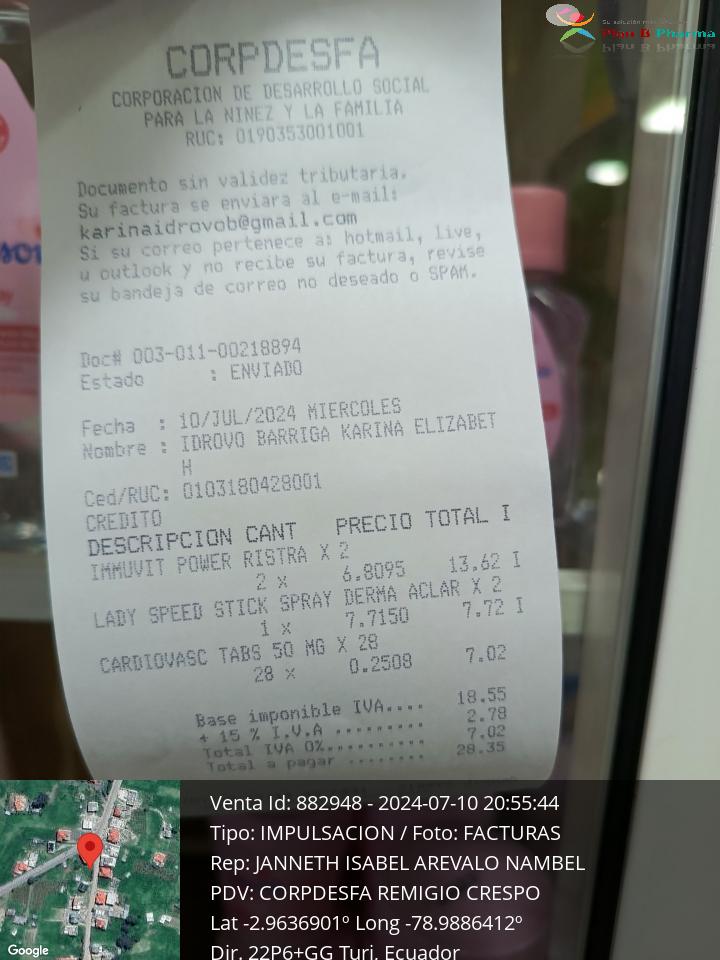 Plan B Pharma
CORPDESFA
CORPORACION DE DESARROLLO SOCIAL
PARA LA NINEZ Y LA FAMILIA
RUC: 0190353001001
Documento sin validez tributaria.
Su factura se enviara al e-mail:
karinaidrovob@gmail.com
Si su correo pertenece a: hotmail, live,
u outlook y no recibe su factura, revise
su bandeja de correo no deseado o SPAM.
Doc# 003-011-00218894
Estado : ENVIADO
Fecha : 10/JUL/2024 MIERCOLES
Nombre : IDROVO BARRIGA KARINA ELIZABET
H
Ced/RUC: 0103180428001
CREDITO
DESCRIPCION CANT PRECIO TOTAL I
IMMUVIT POWER RISTRA X 2
2 x 6.8095 13.62 I
LADY SPEED STICK SPRAY DERMA ACLAR X 2
1 x 7.7150 7.72 I
CARDIOVASC TABS 50 MG X 28
28 x 0.2508 7.02
Base imponible IVA.... 18.55
+ 15 % I.V.A ......... 2.78
Total IVA 0%.......... 7.02
Total a pagar ........ 28.35
Venta Id: 882948 - 2024-07-10 20:55:44
Tipo: IMPULSACION / Foto: FACTURAS
Rep: JANNETH ISABEL AREVALO NAMBEL
PDV: CORPDESFA REMIGIO CRESPO
Lat -2.9636901º Long -78.9886412º
Dir. 22P6+GG Turi, Ecuador
Google